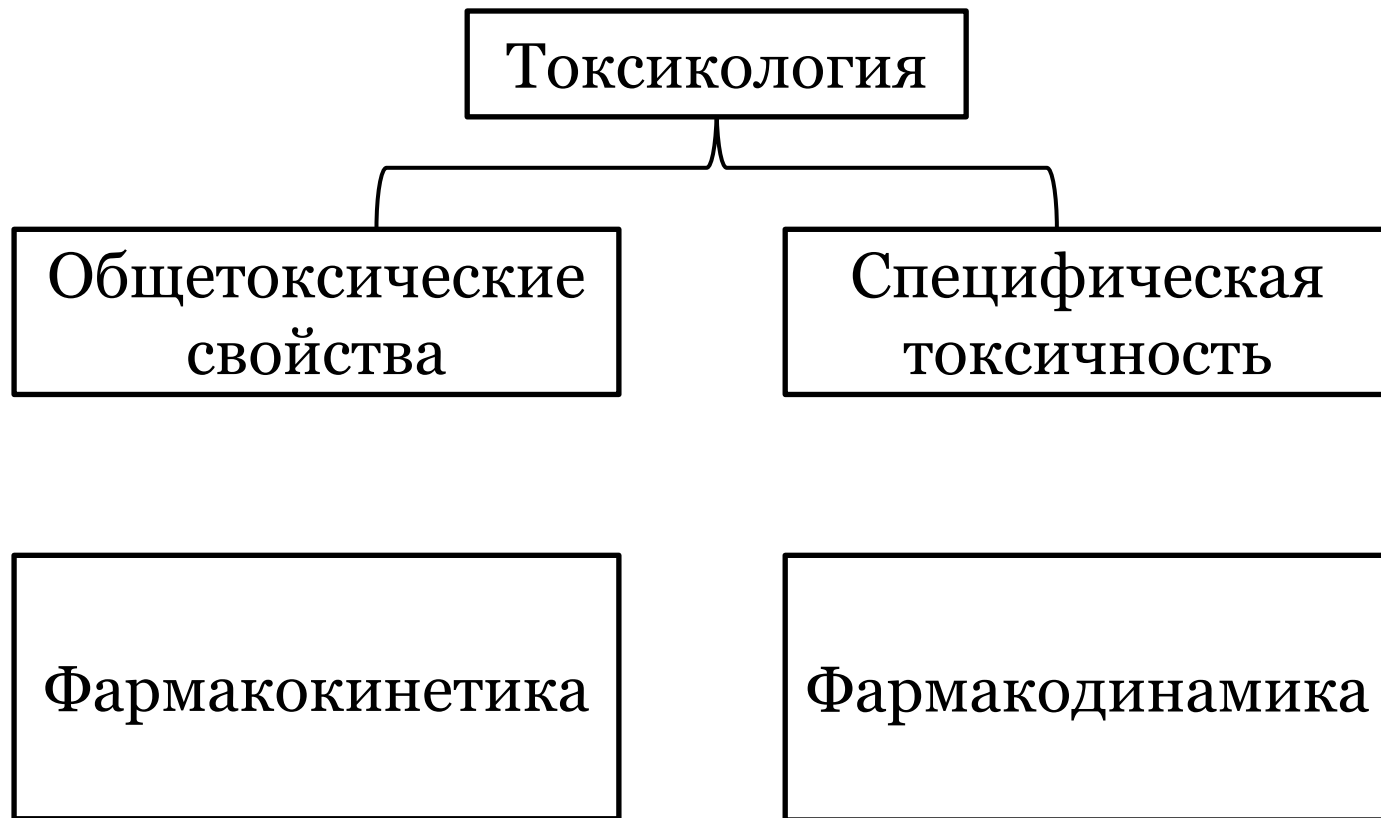 Токсикология
Общетоксические
свойства
Специфическая
токсичность
Фармакокинетика
Фармакодинамика